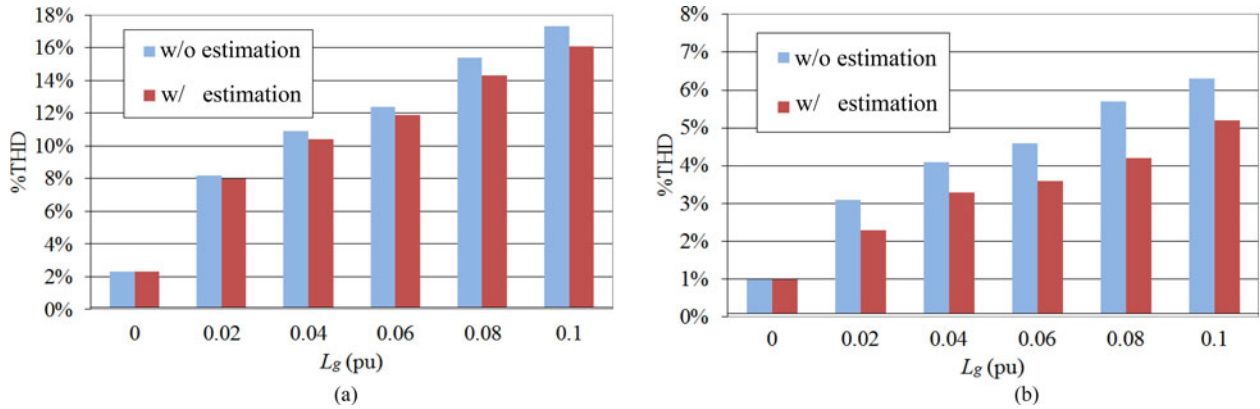 18%
16%
14%
12%
10%
8%
6%
4%
2%
0%
%THD
w/o estimation
w/ estimation
0 0.02 0.04 0.06 0.08 0.1
Lg (pu)
(a)
8%
7%
6%
5%
4%
3%
2%
1%
0%
%THD
w/o estimation
w/ estimation
0 0.02 0.04 0.06 0.08 0.1
Lg (pu)
(b)